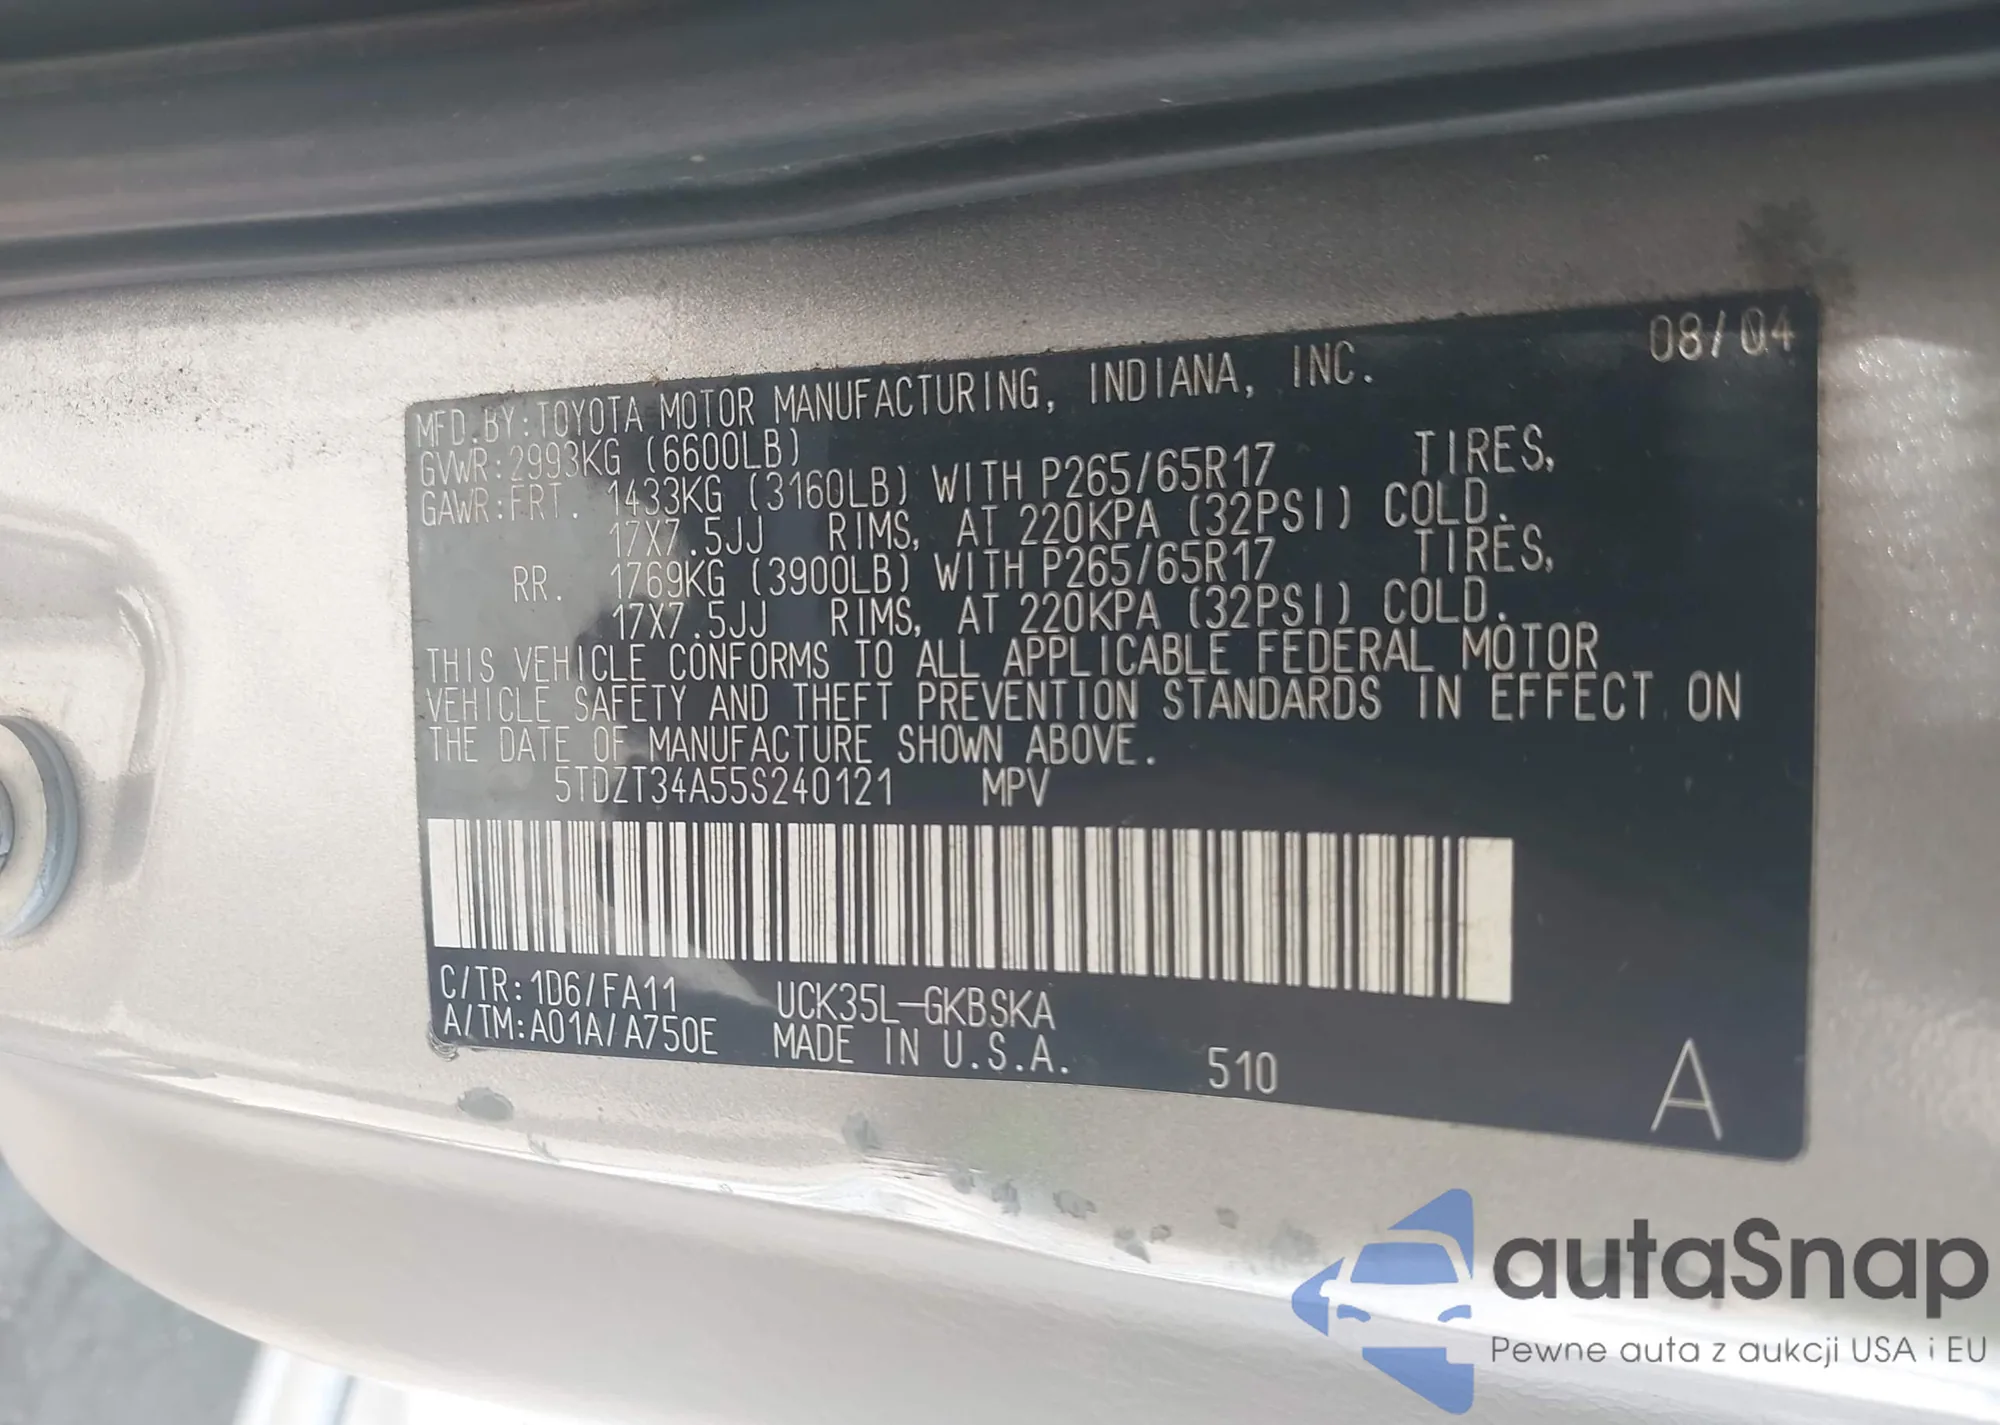 08/04
MFD.BY:TOYOTA MOTOR MANUFACTURING, INDIANA, INC.
GVWR:2993KG (6600LB)
GAWR:FRT. 1433KG (3160LB) WITH P265/65R17 TIRES,
17X7.5JJ RIMS, AT 220KPA (32PSI) COLD.
RR. 1769KG (3900LB) WITH P265/65R17 TIRES,
17X7.5JJ RIMS, AT 220KPA (32PSI) COLD.
THIS VEHICLE CONFORMS TO ALL APPLICABLE FEDERAL MOTOR
VEHICLE SAFETY AND THEFT PREVENTION STANDARDS IN EFFECT ON
THE DATE OF MANUFACTURE SHOWN ABOVE.
5TDZT34A55S240121 MPV
C/TR:1D6/FA11 UCK35L-GKBSKA
A/TM:A01A/A750E MADE IN U.S.A. 510 A
autaSnap
Pewne auta z aukcji USA i EU